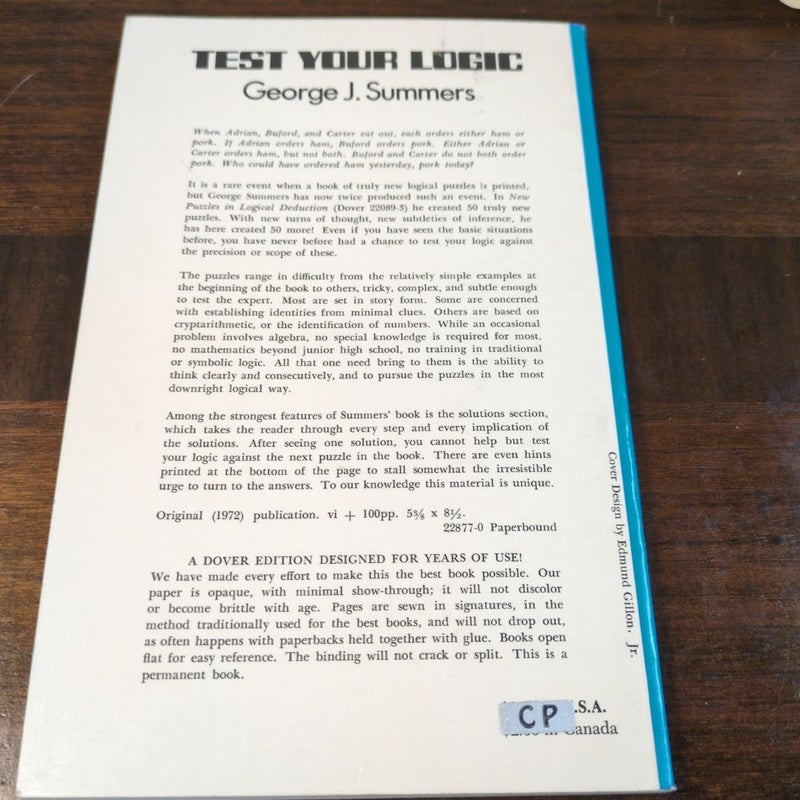 TEST YOUR LOGIC
George J. Summers
When Adrian, Buford, and Carter eat out, each orders either ham or
pork. If Adrian orders ham, Buford orders pork. Either Adrian or
Carter orders ham, but not both. Buford and Carter do not both order
pork. Who could have ordered ham yesterday, pork today?
It is a rare event when a book of truly new logical puzzles is printed,
but George Summers has now twice produced such an event. In New
Puzzles in Logical Deduction (Dover 22089-3) he created 50 truly new
puzzles. With new turns of thought, new subtleties of inference, he
has here created 50 more! Even if you have seen the basic situations
before, you have never before had a chance to test your logic against
the precision or scope of these.
The puzzles range in difficulty from the relatively simple examples at
the beginning of the book to others, tricky, complex, and subtle enough
to test the expert. Most are set in story form. Some are concerned
with establishing identities from minimal clues. Others are based on
cryptarithmetic, or the identification of numbers. While an occasional
problem involves algebra, no special knowledge is required for most,
no mathematics beyond junior high school, no training in traditional
or symbolic logic. All that one need bring to them is the ability to
think clearly and consecutively, and to pursue the puzzles in the most
downright logical way.
Among the strongest features of Summers' book is the solutions section,
which takes the reader through every step and every implication of
the solutions. After seeing one solution, you cannot help but test
your logic against the next puzzle in the book. There are even hints
printed at the bottom of the page to stall somewhat the irresistible
urge to turn to the answers. To our knowledge this material is unique.
Original (1972) publication. vi + 100pp. 5⅜ x 8½.
22877-0 Paperbound
A DOVER EDITION DESIGNED FOR YEARS OF USE!
We have made every effort to make this the best book possible. Our
paper is opaque, with minimal show-through; it will not discolor
or become brittle with age. Pages are sewn in signatures, in the
method traditionally used for the best books, and will not drop out,
as often happens with paperbacks held together with glue. Books open
flat for easy reference. The binding will not crack or split. This is a
permanent book.
CP
.S.A.
Canada
Cover Design by Edmund Gillon, Jr.